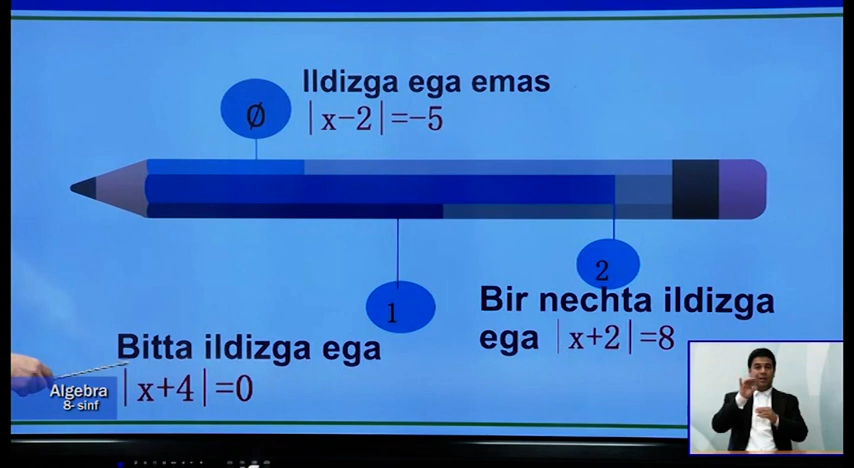 Ildizga ega emas
|x−2|=−5
Ø
2
1
Bir nechta ildizga
ega |x+2|=8
Bitta ildizga ega
|x+4|=0
Algebra
8- sinf